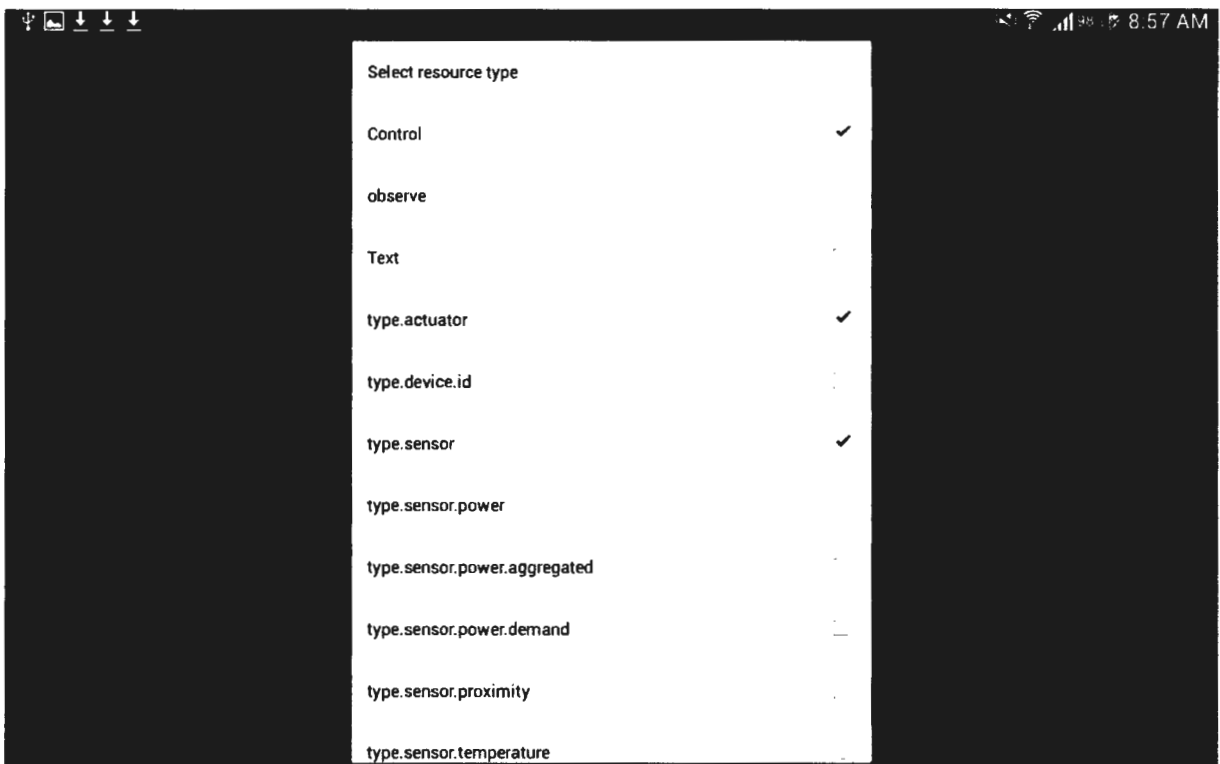 98
8:57 AM
Select resource type
Control
observe
Text
type.actuator
type.device.id
type.sensor
type.sensor.power
type.sensor.power.aggregated
type.sensor.power.demand
type.sensor.proximity
type.sensor.temperature